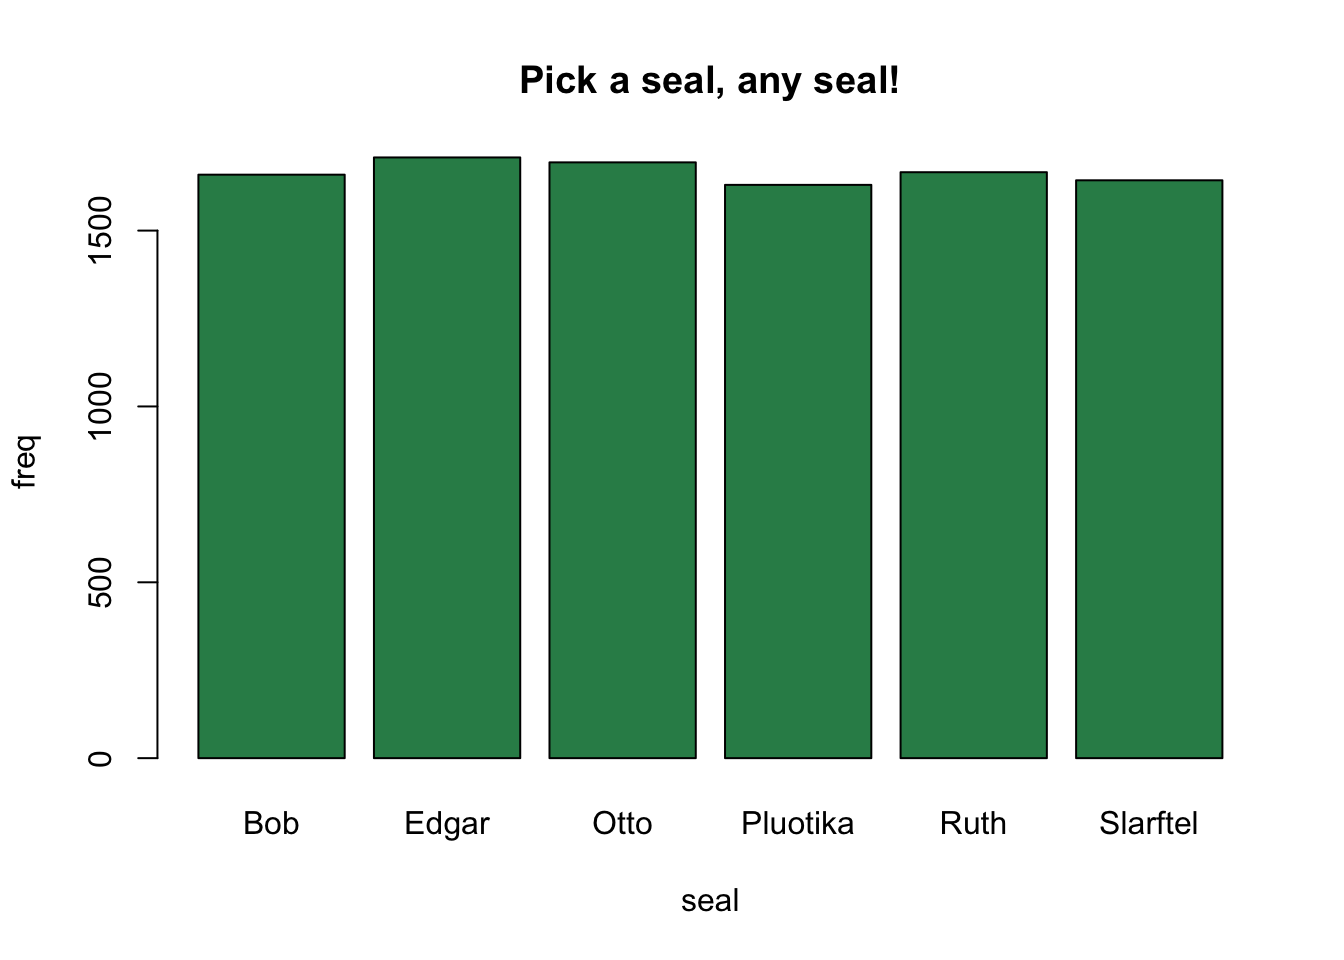 Pick a seal, any seal!
freq
1500
1000
500
0
Bob Edgar Otto Pluotika Ruth Slarftel
seal